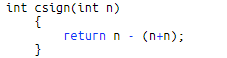 int csign(int n)
{
return n - (n+n);
}